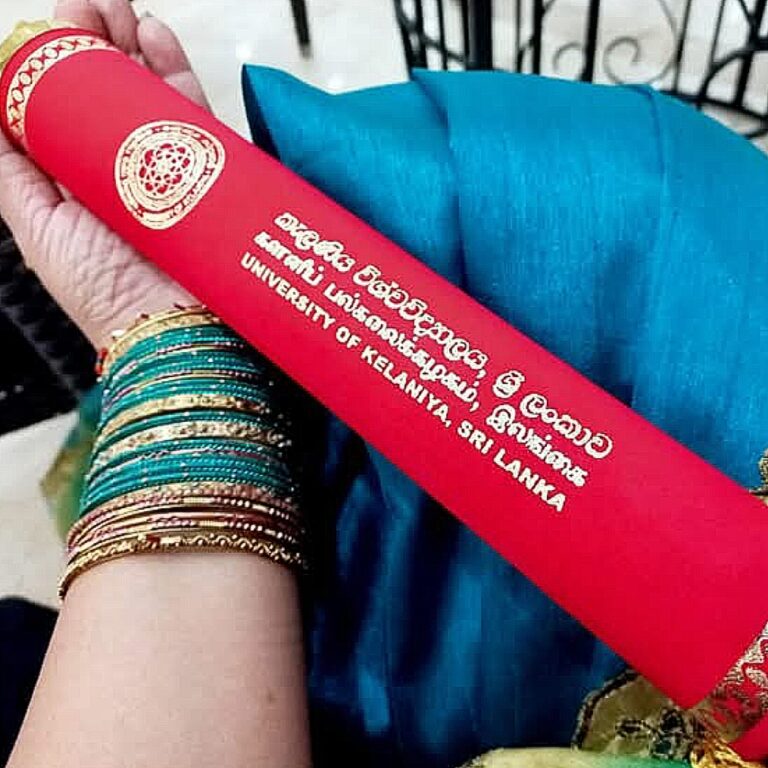 කැලණිය විශ්වවිද්‍යාලය, ශ්‍රී ලංකාව
களனிப் பல்கலைக்கழகம், இலங்கை
UNIVERSITY OF KELANIYA, SRI LANKA